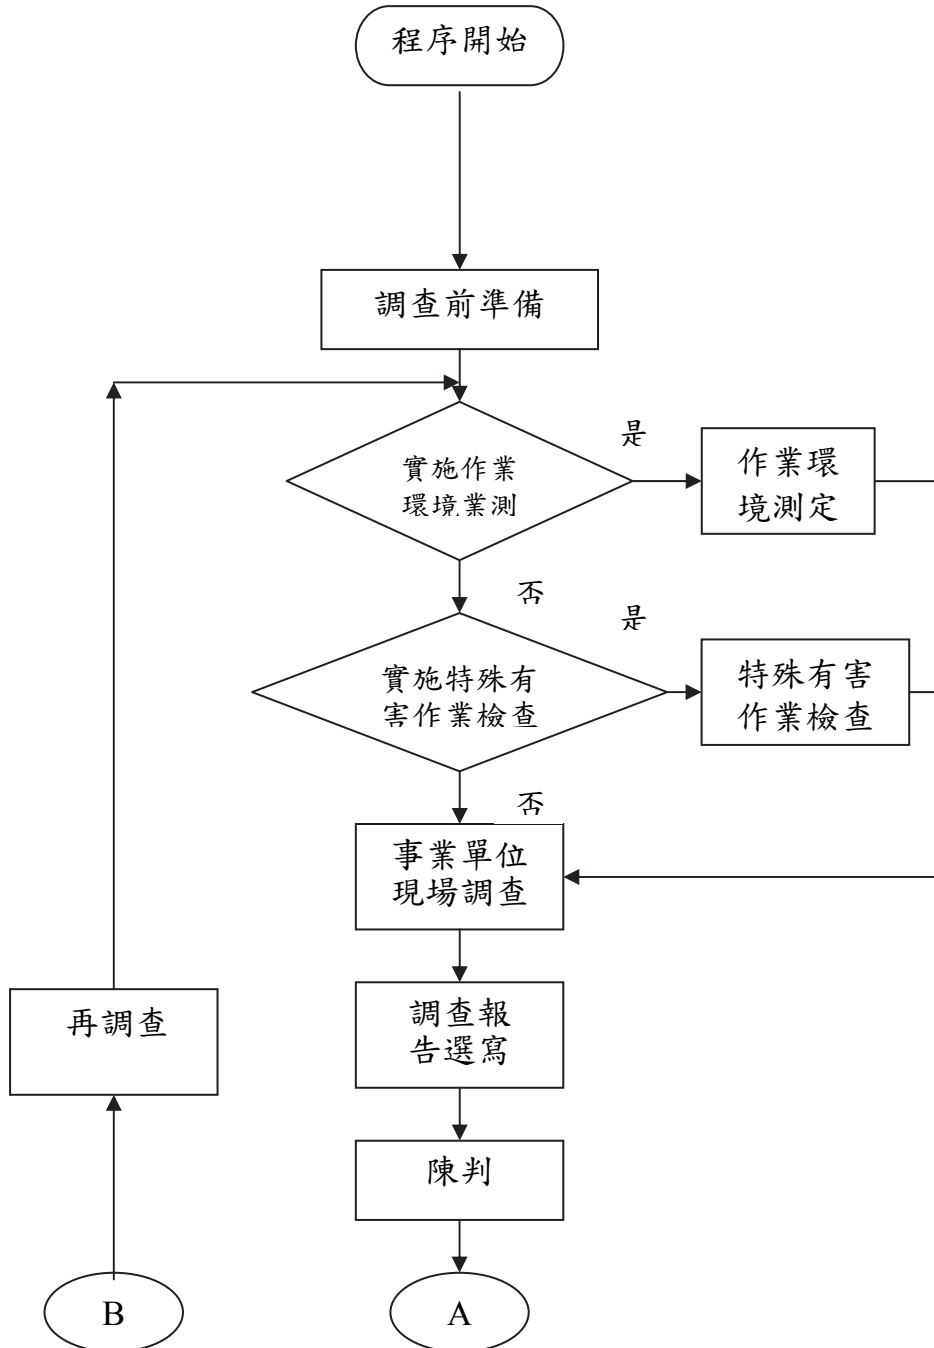 程序開始
調查前準備
實施作業
環境業測
是
作業環
境測定
否
實施特殊有
害作業檢查
是
特殊有害
作業檢查
否
事業單位
現場調查
調查報
告選寫
再調查
陳判
B
A